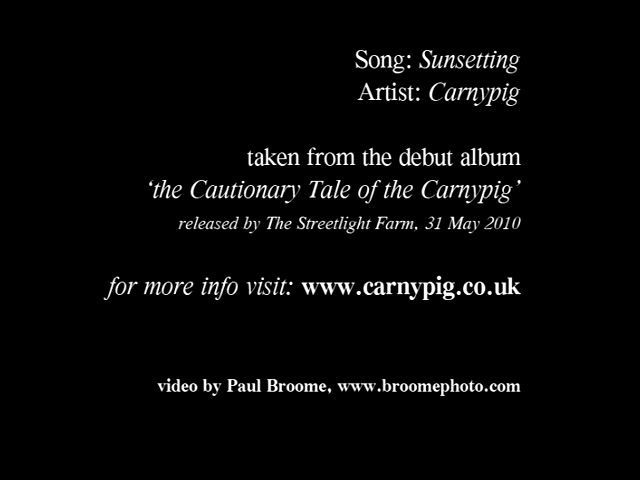 Song: Sunsetting
Artist: Carnypig
taken from the debut album
‘the Cautionary Tale of the Carnypig’
released by The Streetlight Farm, 31 May 2010
for more info visit: www.carnypig.co.uk
video by Paul Broome, www.broomephoto.com